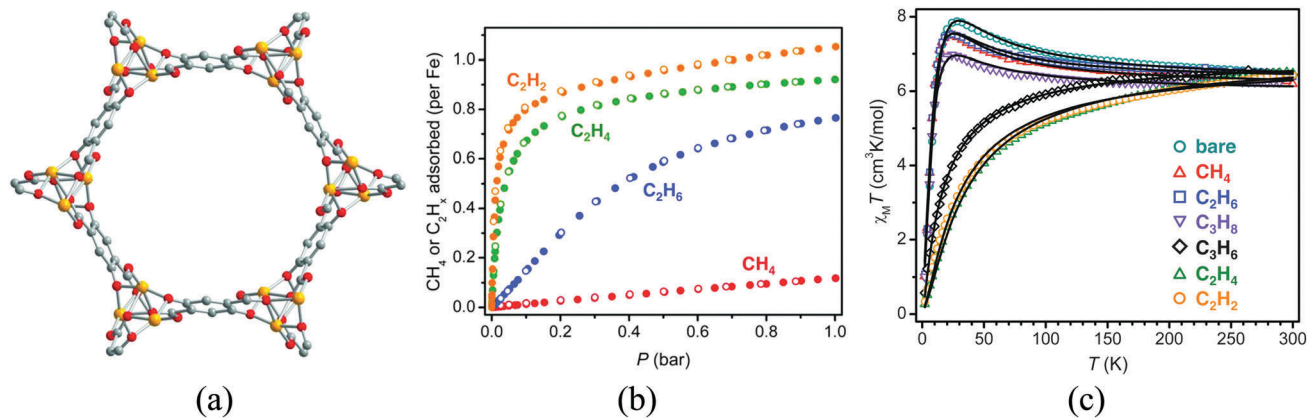 CH₄ or C₂Hₓ adsorbed (per Fe)
1.0
0.8
0.6
0.4
0.2
0.0
C₂H₂
C₂H₄
C₂H₆
CH₄
0.0
0.2
0.4
0.6
0.8
1.0
P (bar)
χ_M T (cm³K/mol)
8
6
4
2
0
bare
CH₄
C₂H₆
C₃H₈
C₃H₆
C₂H₄
C₂H₂
0
50
100
150
200
250
300
T (K)
(a)
(b)
(c)